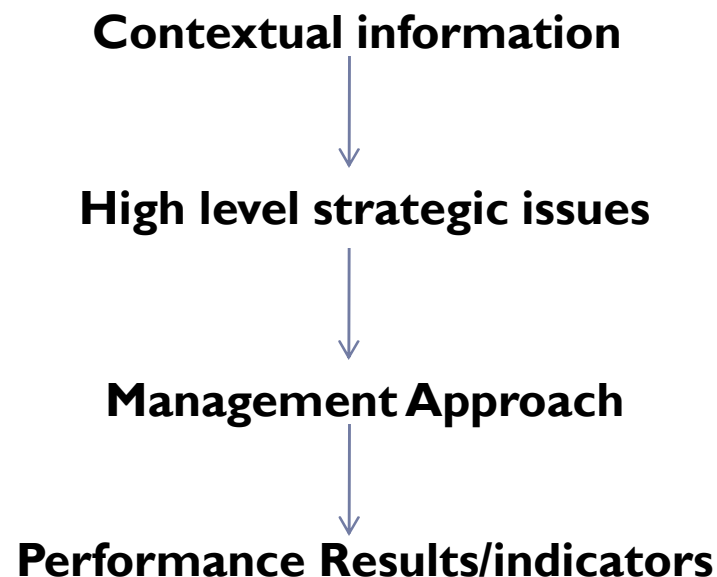 Contextual information
High level strategic issues
Management Approach
Performance Results/indicators